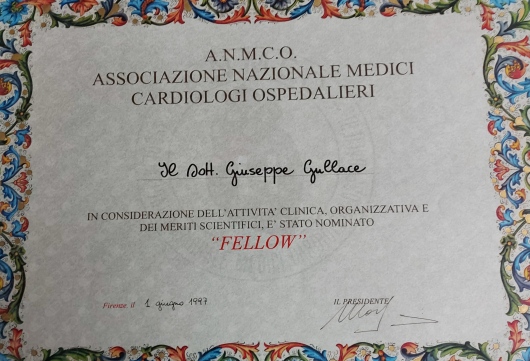 A.N.M.C.O.
ASSOCIAZIONE NAZIONALE MEDICI
CARDIOLOGI OSPEDALIERI
Il Dott. Giuseppe Gullace
IN CONSIDERAZIONE DELL'ATTIVITA' CLINICA, ORGANIZZATIVA E
DEI MERITI SCIENTIFICI, E' STATO NOMINATO
"FELLOW"
Firenze, il 1 giugno 1997
IL PRESIDENTE